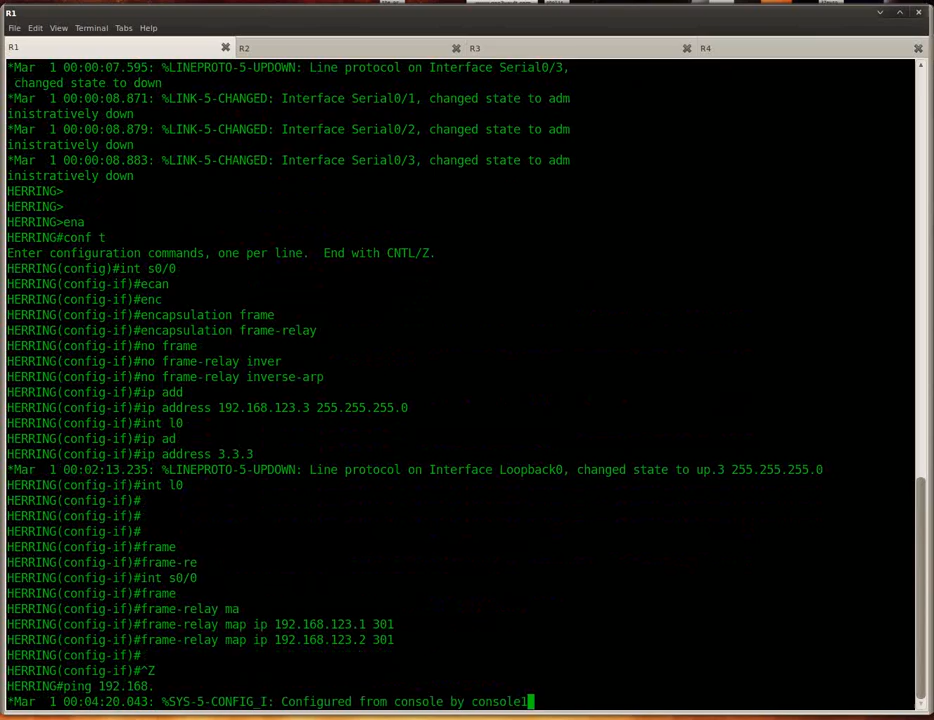 R1
File Edit View Terminal Tabs Help
R1 R2 R3 R4
*Mar  1 00:00:07.595: %LINEPROTO-5-UPDOWN: Line protocol on Interface Serial0/3,
 changed state to down
*Mar  1 00:00:08.871: %LINK-5-CHANGED: Interface Serial0/1, changed state to adm
inistratively down
*Mar  1 00:00:08.879: %LINK-5-CHANGED: Interface Serial0/2, changed state to adm
inistratively down
*Mar  1 00:00:08.883: %LINK-5-CHANGED: Interface Serial0/3, changed state to adm
inistratively down
HERRING>
HERRING>
HERRING>ena
HERRING#conf t
Enter configuration commands, one per line.  End with CNTL/Z.
HERRING(config)#int s0/0
HERRING(config-if)#ecan
HERRING(config-if)#enc
HERRING(config-if)#encapsulation frame
HERRING(config-if)#encapsulation frame-relay
HERRING(config-if)#no frame
HERRING(config-if)#no frame-relay inver
HERRING(config-if)#no frame-relay inverse-arp
HERRING(config-if)#ip add
HERRING(config-if)#ip address 192.168.123.3 255.255.255.0
HERRING(config-if)#int l0
HERRING(config-if)#ip ad
HERRING(config-if)#ip address 3.3.3
*Mar  1 00:02:13.235: %LINEPROTO-5-UPDOWN: Line protocol on Interface Loopback0, changed state to up.3 255.255.255.0
HERRING(config-if)#int l0
HERRING(config-if)#
HERRING(config-if)#
HERRING(config-if)#
HERRING(config-if)#frame
HERRING(config-if)#frame-re
HERRING(config-if)#int s0/0
HERRING(config-if)#frame
HERRING(config-if)#frame-relay ma
HERRING(config-if)#frame-relay map ip 192.168.123.1 301
HERRING(config-if)#frame-relay map ip 192.168.123.2 301
HERRING(config-if)#
HERRING(config-if)#^Z
HERRING#ping 192.168.
*Mar  1 00:04:20.043: %SYS-5-CONFIG_I: Configured from console by console1